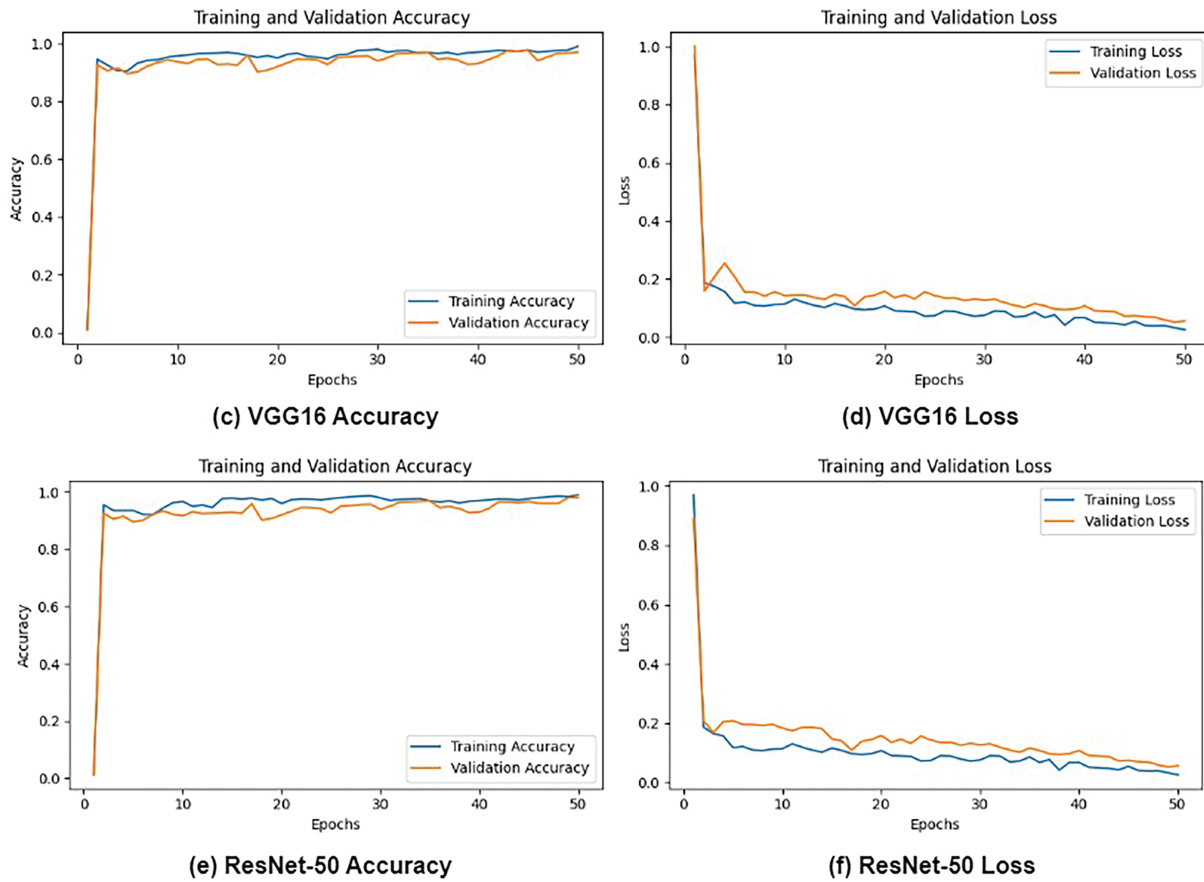 Training and Validation Accuracy
1.0
0.8
0.6
0.4
0.2
0.0
Accuracy
Training Accuracy
Validation Accuracy
0 10 20 30 40 50
Epochs
(c) VGG16 Accuracy
Training and Validation Loss
1.0
0.8
0.6
0.4
0.2
0.0
Loss
Training Loss
Validation Loss
0 10 20 30 40 50
Epochs
(d) VGG16 Loss
Training and Validation Accuracy
1.0
0.8
0.6
0.4
0.2
0.0
Accuracy
Training Accuracy
Validation Accuracy
0 10 20 30 40 50
Epochs
(e) ResNet-50 Accuracy
Training and Validation Loss
1.0
0.8
0.6
0.4
0.2
0.0
Loss
Training Loss
Validation Loss
0 10 20 30 40 50
Epochs
(f) ResNet-50 Loss